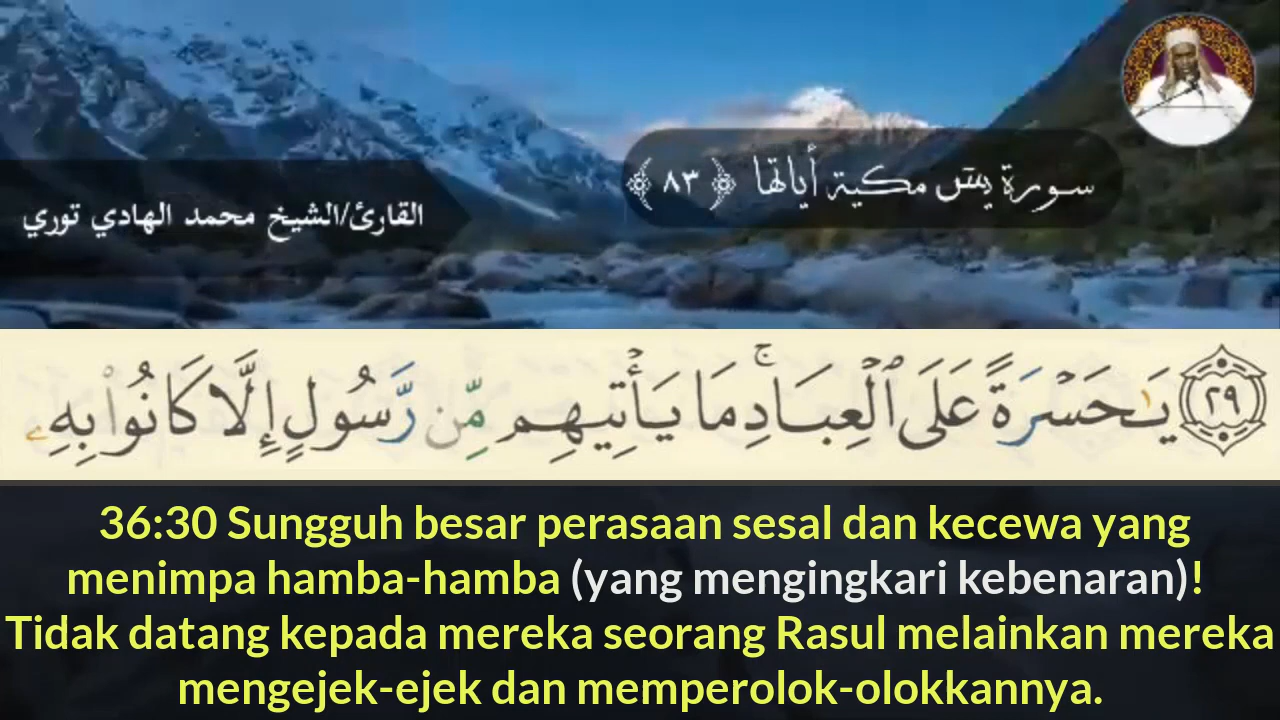 سورة يس مكية أياتها ﴿٨٣﴾
القارئ/الشيخ محمد الهادي توري
٢٩ يَـٰحَسْرَةً عَلَى ٱلْعِبَادِ ۚ مَا يَأْتِيهِم مِّن رَّسُولٍ إِلَّا كَانُوا۟ بِهِۦ
36:30 Sungguh besar perasaan sesal dan kecewa yang
menimpa hamba-hamba (yang mengingkari kebenaran)!
Tidak datang kepada mereka seorang Rasul melainkan mereka
mengejek-ejek dan memperolok-olokkannya.